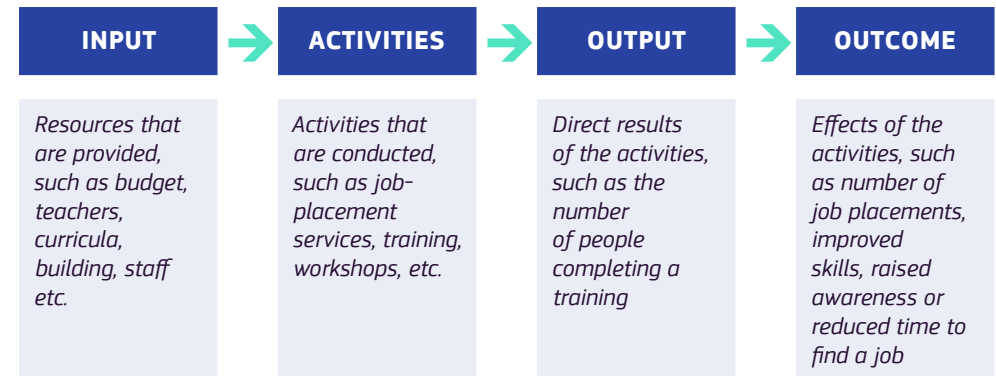 INPUT
ACTIVITIES
OUTPUT
OUTCOME
Resources that
are provided,
such as budget,
teachers,
curricula,
building, staff
etc.
Activities that
are conducted,
such as job-
placement
services, training,
workshops, etc.
Direct results
of the activities,
such as the
number
of people
completing a
training
Effects of the
activities, such
as number of
job placements,
improved
skills, raised
awareness or
reduced time to
find a job